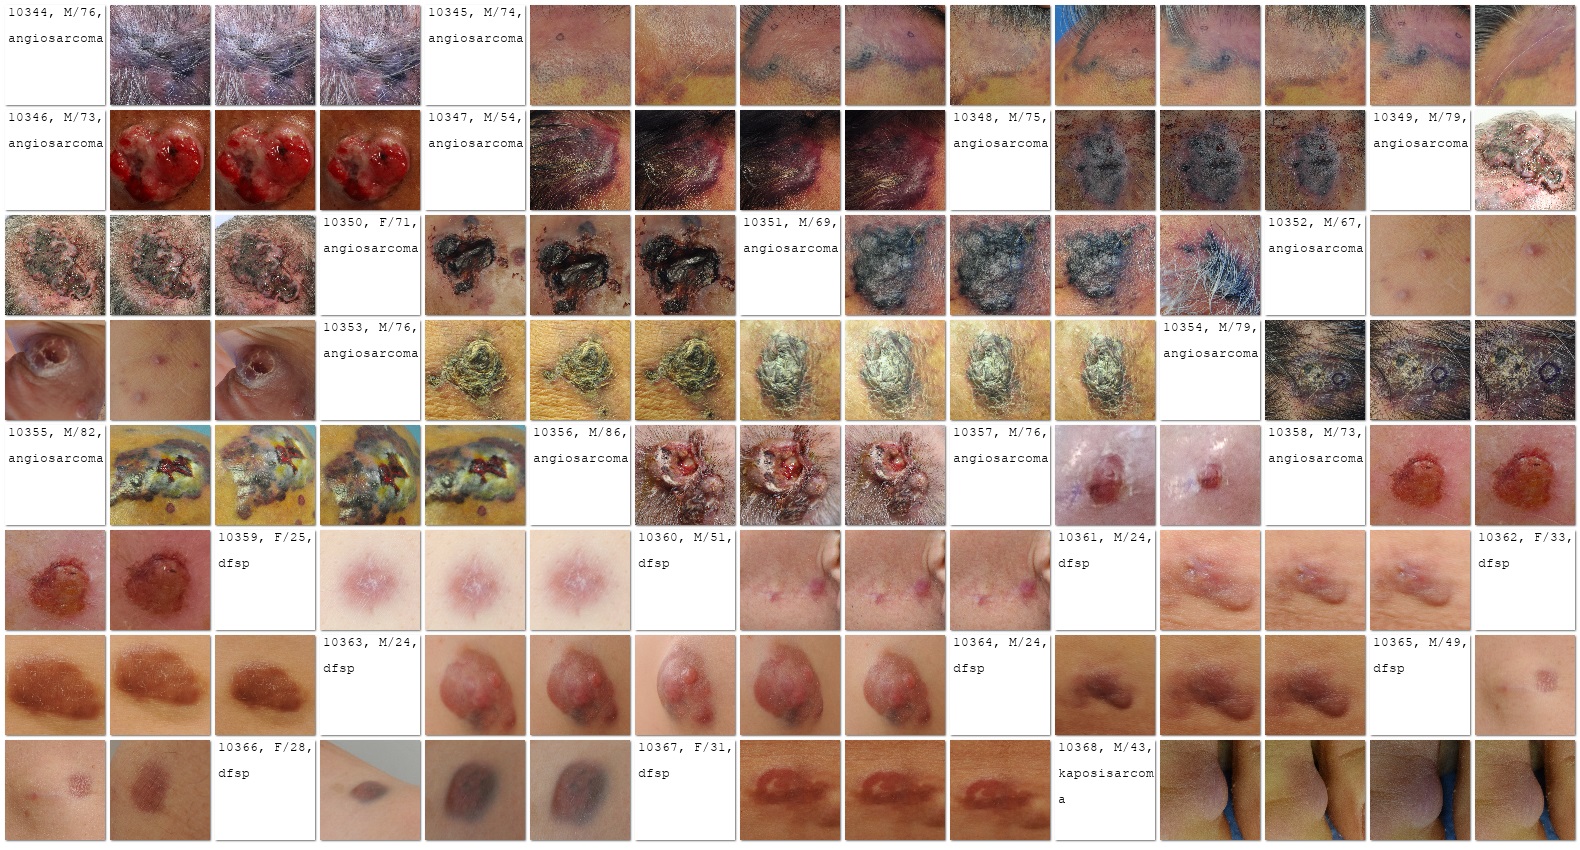 10344, M/76,
angiosarcoma
10345, M/74,
angiosarcoma
10346, M/73,
angiosarcoma
10347, M/54,
angiosarcoma
10348, M/75,
angiosarcoma
10349, M/79,
angiosarcoma
10350, F/71,
angiosarcoma
10351, M/69,
angiosarcoma
10352, M/67,
angiosarcoma
10353, M/76,
angiosarcoma
10354, M/79,
angiosarcoma
10355, M/82,
angiosarcoma
10356, M/86,
angiosarcoma
10357, M/76,
angiosarcoma
10358, M/73,
angiosarcoma
10359, F/25,
dfsp
10360, M/51,
dfsp
10361, M/24,
dfsp
10362, F/33,
dfsp
10363, M/24,
dfsp
10364, M/24,
dfsp
10365, M/49,
dfsp
10366, F/28,
dfsp
10367, F/31,
dfsp
10368, M/43,
kaposisarcom
a